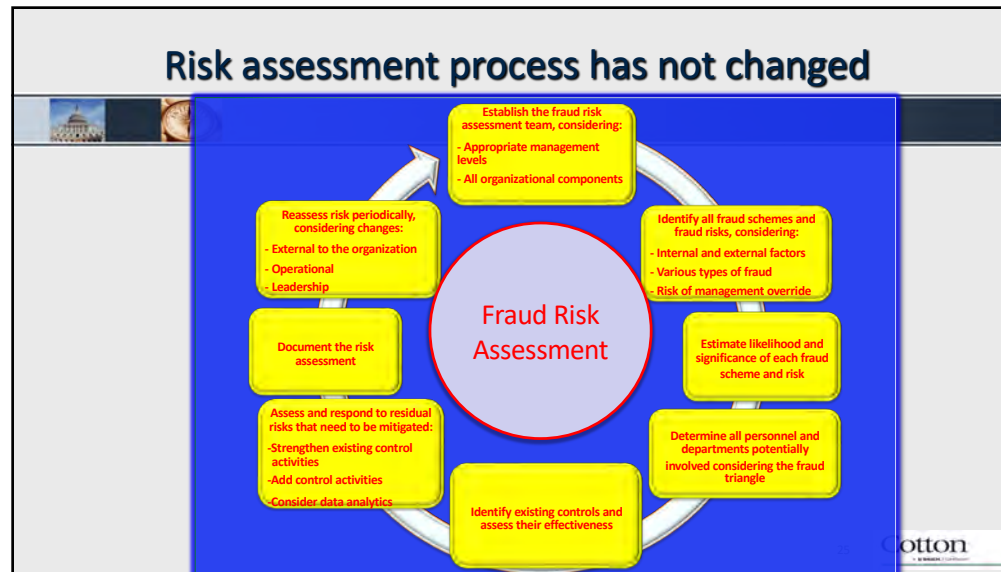 Risk assessment process has not changed
Establish the fraud risk
assessment team, considering:
- Appropriate management
levels
- All organizational components
Identify all fraud schemes and
fraud risks, considering:
- Internal and external factors
- Various types of fraud
- Risk of management override
Estimate likelihood and
significance of each fraud
scheme and risk
Determine all personnel and
departments potentially
involved considering the fraud
triangle
Identify existing controls and
assess their effectiveness
Assess and respond to residual
risks that need to be mitigated:
-Strengthen existing control
activities
-Add control activities
-Consider data analytics
Document the risk
assessment
Reassess risk periodically,
considering changes:
- External to the organization
- Operational
- Leadership
Fraud Risk
Assessment
Cotton